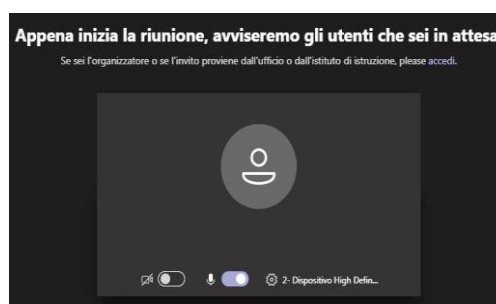 Appena inizia la riunione, avviseremo gli utenti che sei in attesa
Se sei l'organizzatore o se l'invito proviene dall'ufficio o dall'istituto di istruzione, please accedi.
2- Dispositivo High Defin...